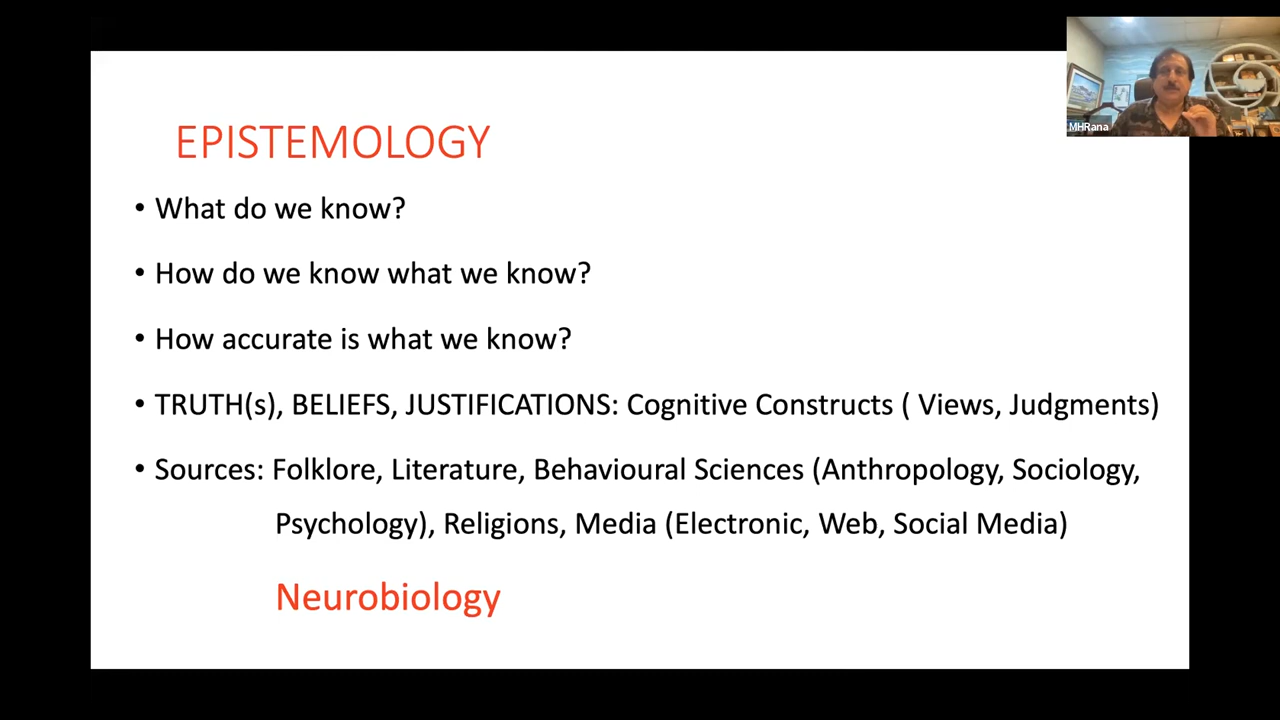 EPISTEMOLOGY
• What do we know?
• How do we know what we know?
• How accurate is what we know?
• TRUTH(s), BELIEFS, JUSTIFICATIONS: Cognitive Constructs ( Views, Judgments)
• Sources: Folklore, Literature, Behavioural Sciences (Anthropology, Sociology,
Psychology), Religions, Media (Electronic, Web, Social Media)
Neurobiology
MHRana